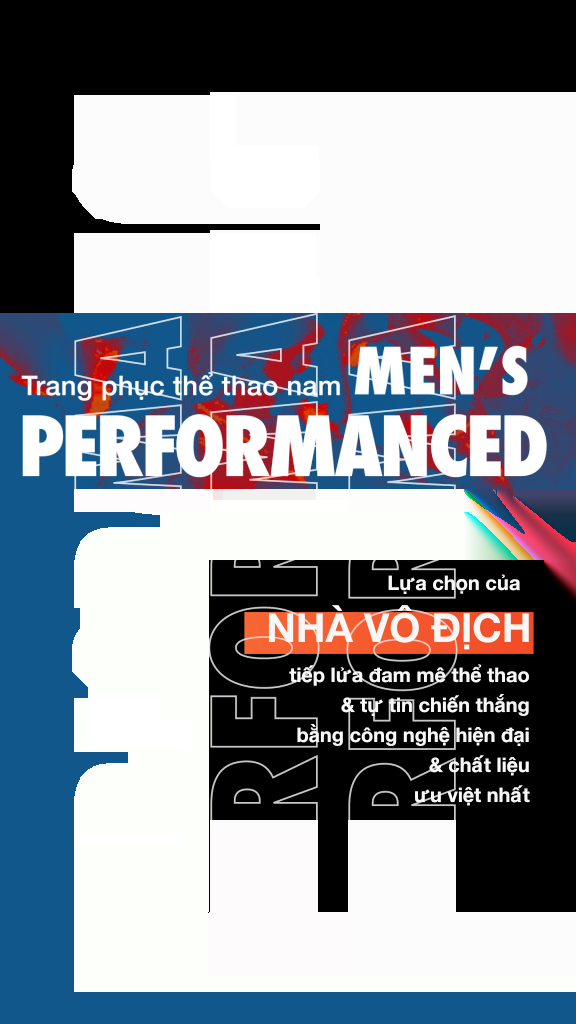 Trang phục thể thao nam MEN'S
PERFORMANCED
Lựa chọn của
NHÀ VÔ ĐỊCH
tiếp lửa đam mê thể thao
& tự tin chiến thắng
bằng công nghệ hiện đại
& chất liệu
ưu việt nhất